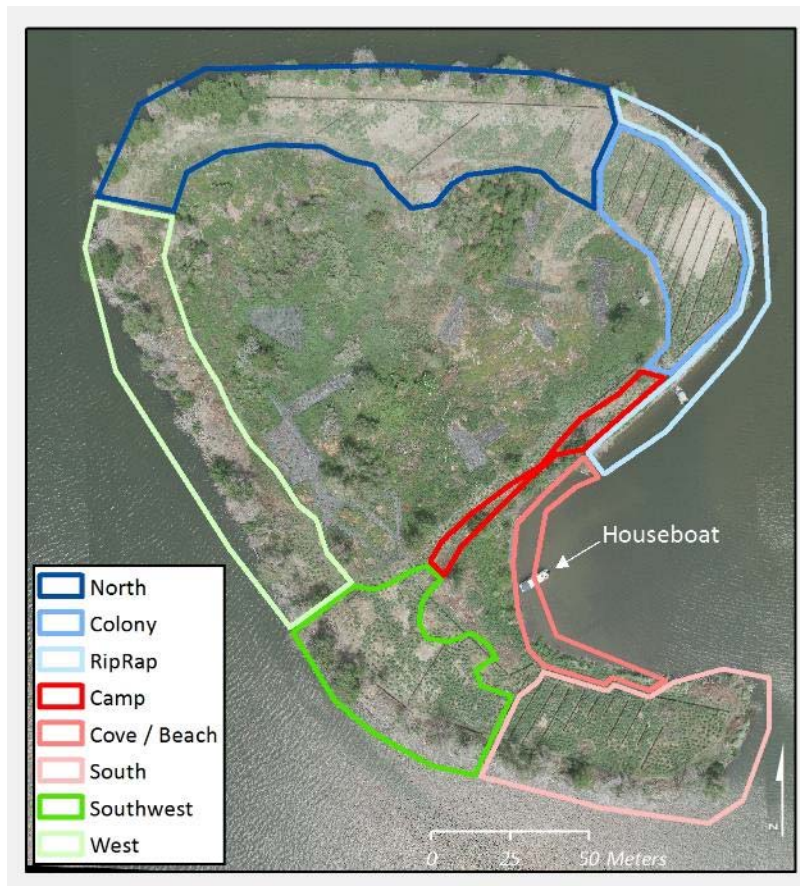 Houseboat
North
Colony
RipRap
Camp
Cove / Beach
South
Southwest
West
0 25 50 Meters
N